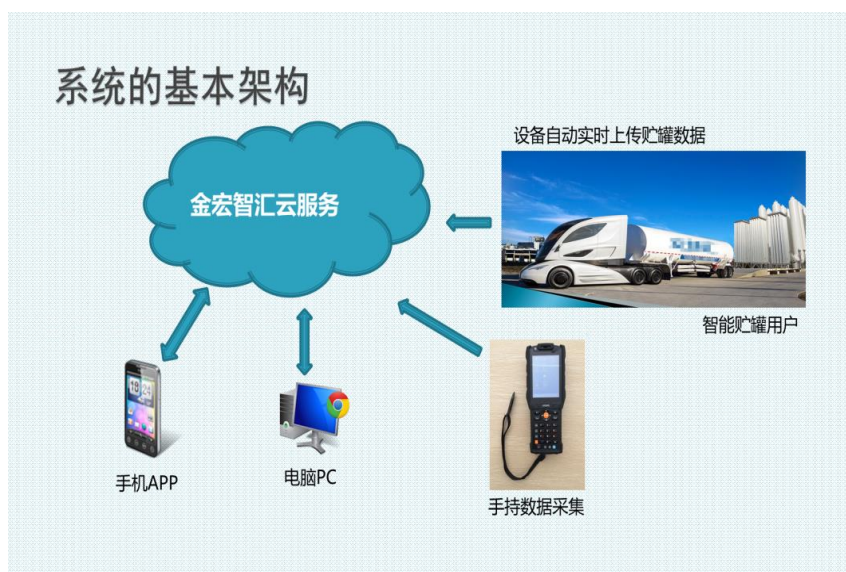 系统的基本架构
设备自动实时上传贮罐数据
金宏智汇云服务
智能贮罐用户
手机APP
电脑PC
手持数据采集